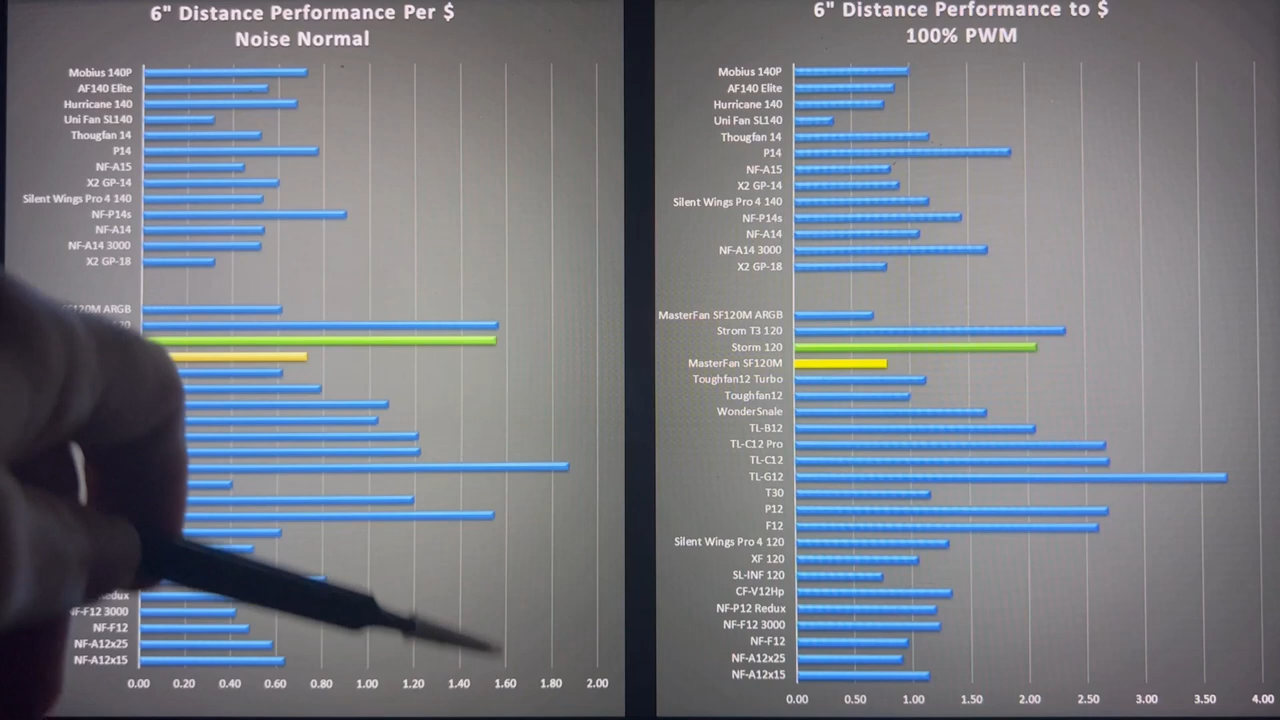 6" Distance Performance Per $
Noise Normal
Mobius 140P
AF140 Elite
Hurricane 140
Uni Fan SL140
Thougfan 14
P14
NF-A15
X2 GP-14
Silent Wings Pro 4 140
NF-P14s
NF-A14
NF-A14 3000
X2 GP-18
SF120M ARGB
NF-F12 3000
NF-F12
NF-A12x25
NF-A12x15
0.00 0.20 0.40 0.60 0.80 1.00 1.20 1.40 1.60 1.80 2.00
6" Distance Performance to $
100% PWM
Mobius 140P
AF140 Elite
Hurricane 140
Uni Fan SL140
Thougfan 14
P14
NF-A15
X2 GP-14
Silent Wings Pro 4 140
NF-P14s
NF-A14
NF-A14 3000
X2 GP-18
MasterFan SF120M ARGB
Strom T3 120
Storm 120
MasterFan SF120M
Toughfan12 Turbo
Toughfan12
WonderSnale
TL-B12
TL-C12 Pro
TL-C12
TL-G12
T30
P12
F12
Silent Wings Pro 4 120
XF 120
SL-INF 120
CF-V12Hp
NF-P12 Redux
NF-F12 3000
NF-F12
NF-A12x25
NF-A12x15
0.00 0.50 1.00 1.50 2.00 2.50 3.00 3.50 4.00